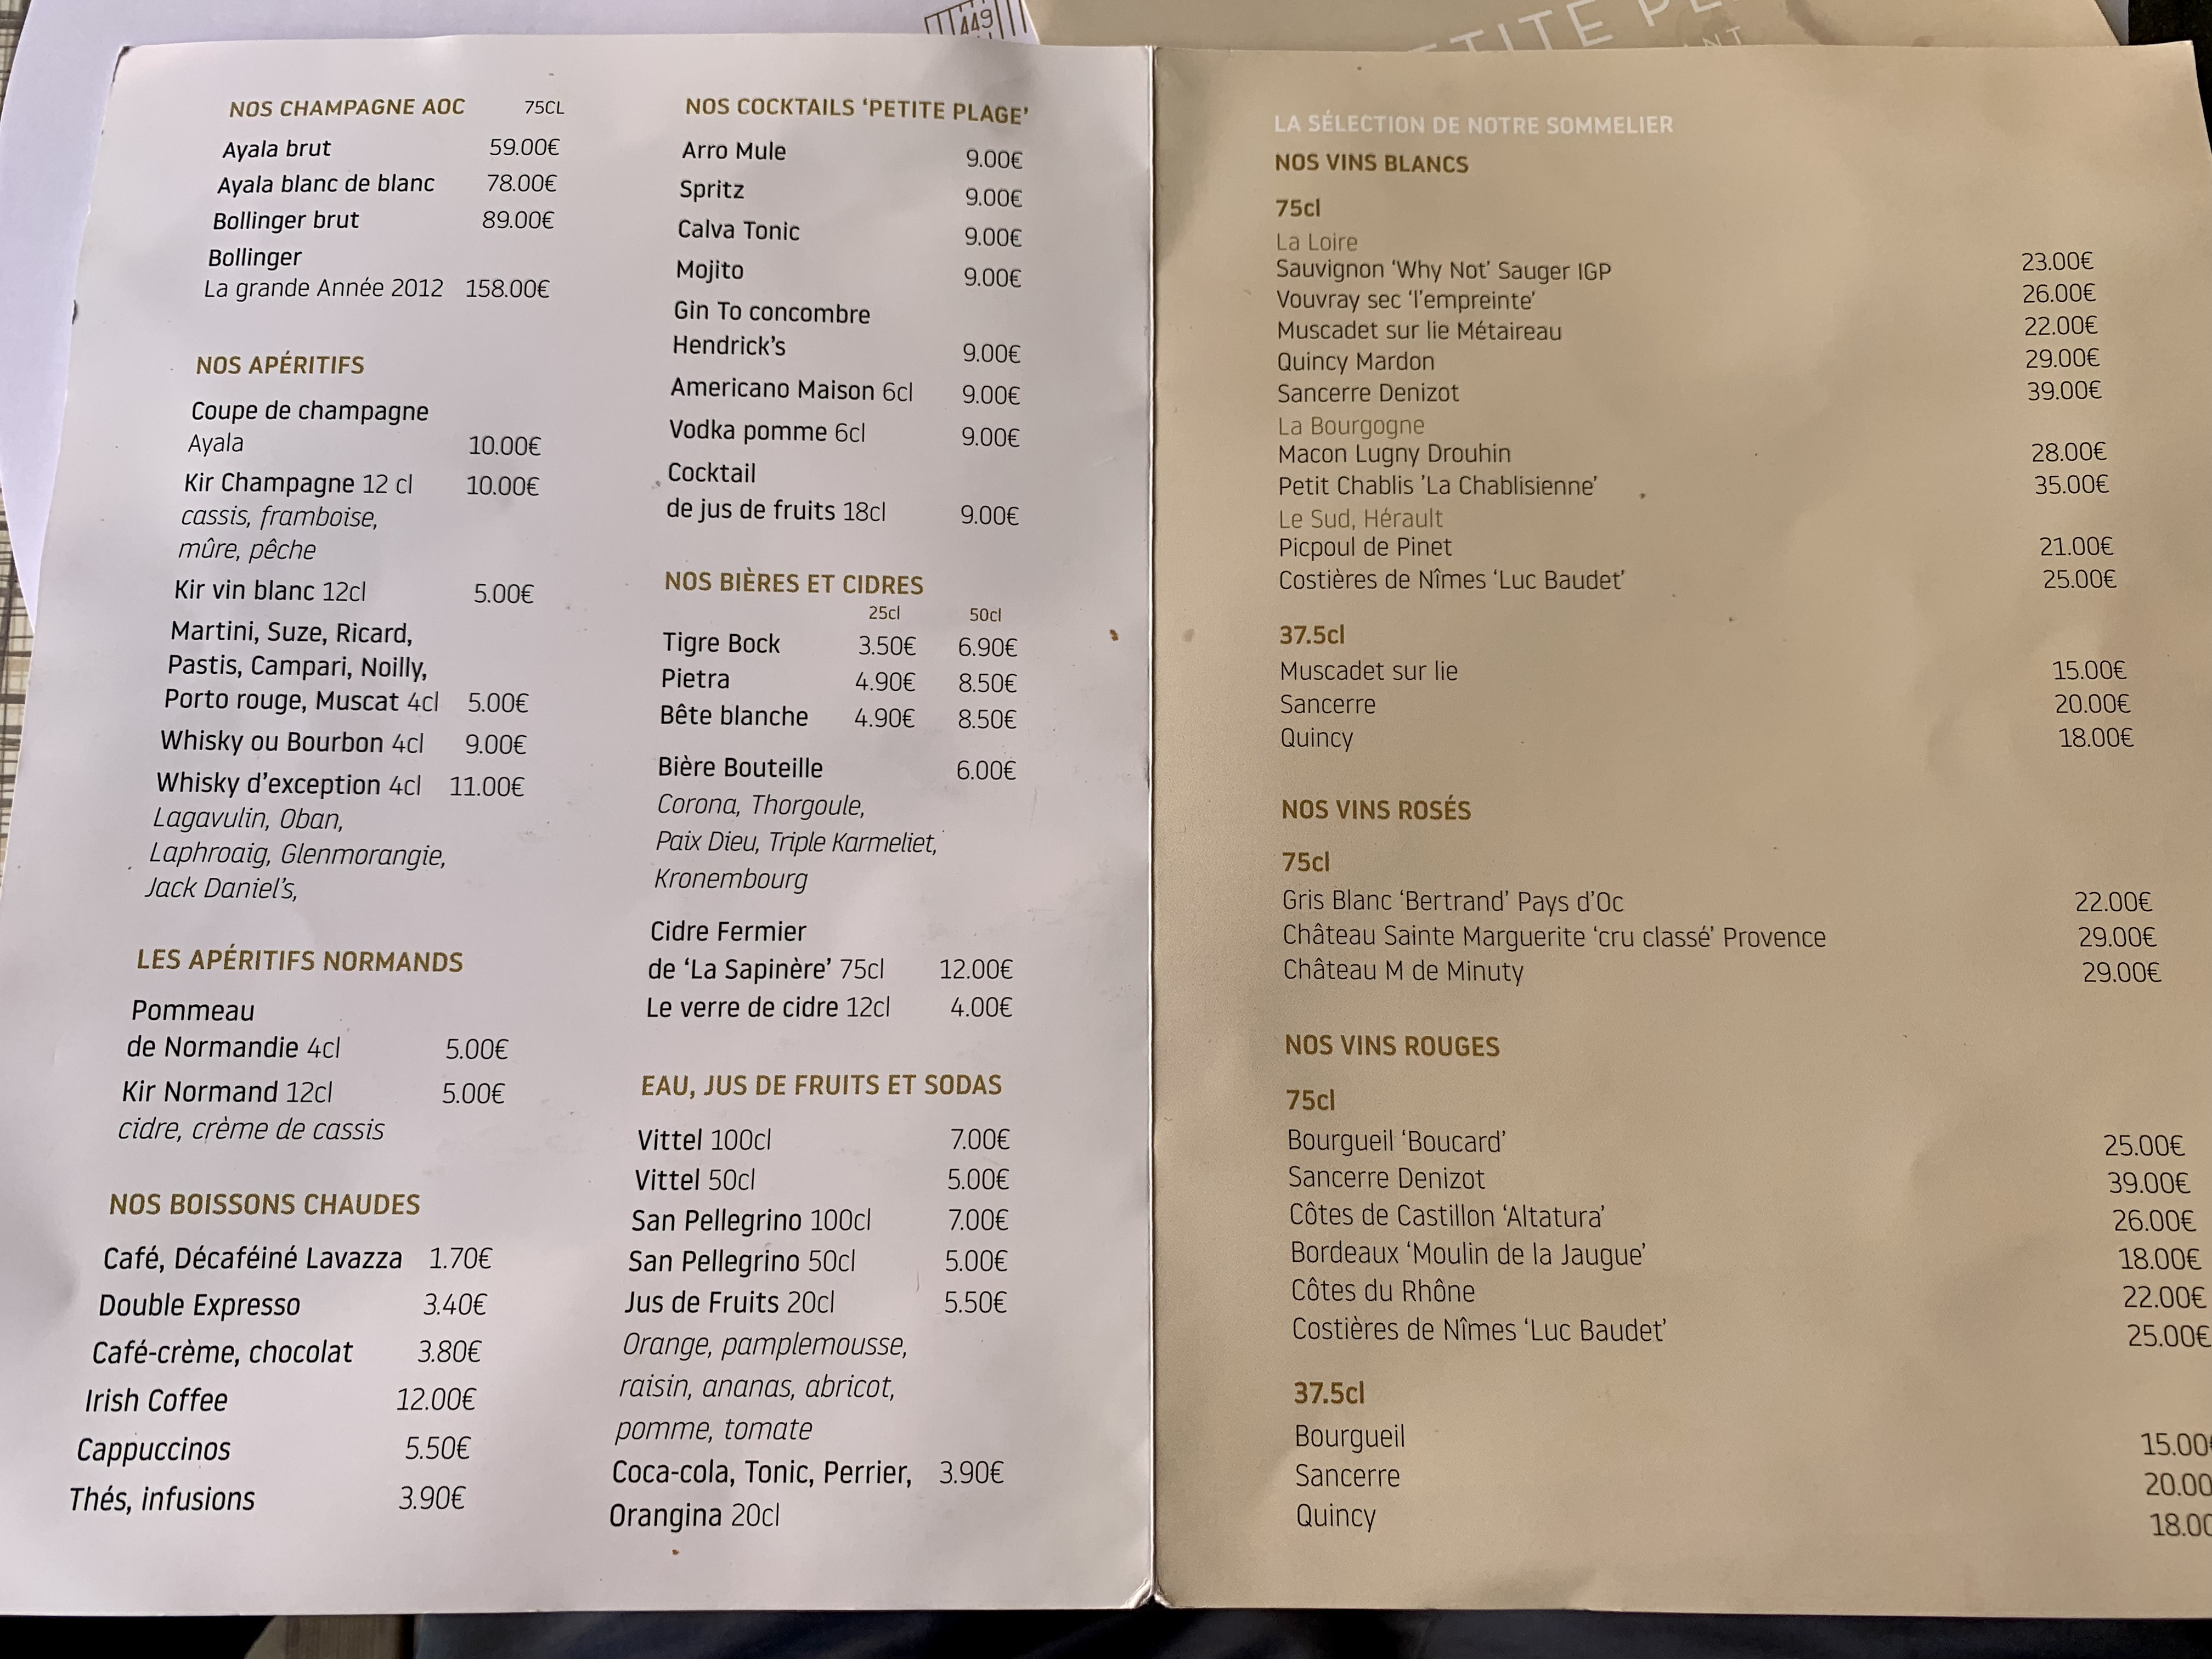 449
TITE
NOS CHAMPAGNE AOC 75CL
Ayala brut 59.00€
Ayala blanc de blanc 78.00€
Bollinger brut 89.00€
Bollinger
La grande Année 2012 158.00€
NOS APÉRITIFS
Coupe de champagne
Ayala 10.00€
Kir Champagne 12 cl 10.00€
cassis, framboise,
mûre, pêche
Kir vin blanc 12cl 5.00€
Martini, Suze, Ricard,
Pastis, Campari, Noilly,
Porto rouge, Muscat 4cl 5.00€
Whisky ou Bourbon 4cl 9.00€
Whisky d'exception 4cl 11.00€
Lagavulin, Oban,
Laphroaig, Glenmorangie,
Jack Daniel's,
LES APÉRITIFS NORMANDS
Pommeau
de Normandie 4cl 5.00€
Kir Normand 12cl 5.00€
cidre, crème de cassis
NOS BOISSONS CHAUDES
Café, Décaféiné Lavazza 1.70€
Double Expresso 3.40€
Café-crème, chocolat 3.80€
Irish Coffee 12.00€
Cappuccinos 5.50€
Thés, infusions 3.90€
NOS COCKTAILS 'PETITE PLAGE'
Arro Mule 9.00€
Spritz 9.00€
Calva Tonic 9.00€
Mojito 9.00€
Gin To concombre
Hendrick's 9.00€
Americano Maison 6cl 9.00€
Vodka pomme 6cl 9.00€
Cocktail
de jus de fruits 18cl 9.00€
NOS BIÈRES ET CIDRES
25cl 50cl
Tigre Bock 3.50€ 6.90€
Pietra 4.90€ 8.50€
Bête blanche 4.90€ 8.50€
Bière Bouteille 6.00€
Corona, Thorgoule,
Paix Dieu, Triple Karmeliet,
Kronembourg
Cidre Fermier
de 'La Sapinère' 75cl 12.00€
Le verre de cidre 12cl 4.00€
EAU, JUS DE FRUITS ET SODAS
Vittel 100cl 7.00€
Vittel 50cl 5.00€
San Pellegrino 100cl 7.00€
San Pellegrino 50cl 5.00€
Jus de Fruits 20cl 5.50€
Orange, pamplemousse,
raisin, ananas, abricot,
pomme, tomate
Coca-cola, Tonic, Perrier, 3.90€
Orangina 20cl
LA SÉLECTION DE NOTRE SOMMELIER
NOS VINS BLANCS
75cl
La Loire
Sauvignon 'Why Not' Sauger IGP 23.00€
Vouvray sec 'l'empreinte' 26.00€
Muscadet sur lie Métaireau 22.00€
Quincy Mardon 29.00€
Sancerre Denizot 39.00€
La Bourgogne
Macon Lugny Drouhin 28.00€
Petit Chablis 'La Chablisienne' 35.00€
Le Sud, Hérault
Picpoul de Pinet 21.00€
Costières de Nîmes 'Luc Baudet' 25.00€
37.5cl
Muscadet sur lie 15.00€
Sancerre 20.00€
Quincy 18.00€
NOS VINS ROSÉS
75cl
Gris Blanc 'Bertrand' Pays d'Oc 22.00€
Château Sainte Marguerite 'cru classé' Provence 29.00€
Château M de Minuty 29.00€
NOS VINS ROUGES
75cl
Bourgueil 'Boucard' 25.00€
Sancerre Denizot 39.00€
Côtes de Castillon 'Altatura' 26.00€
Bordeaux 'Moulin de la Jaugue' 18.00€
Côtes du Rhône 22.00€
Costières de Nîmes 'Luc Baudet' 25.00€
37.5cl
Bourgueil 15.00€
Sancerre 20.00
Quincy 18.00